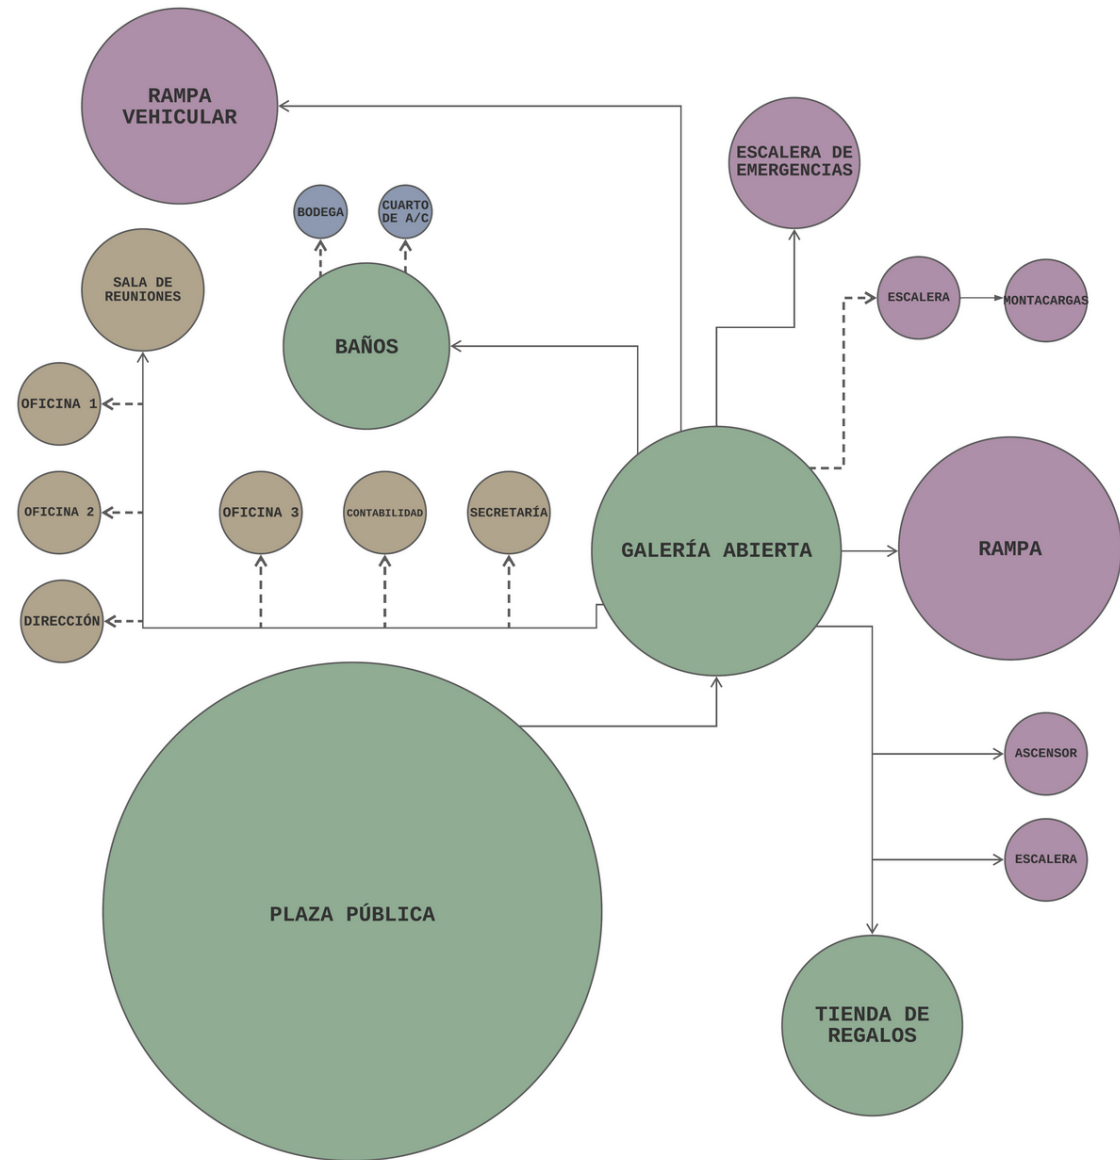 RAMPA
VEHICULAR
ESCALERA DE
EMERGENCIAS
BODEGA
CUARTO
DE A/C
SALA DE
REUNIONES
ESCALERA
MONTACARGAS
BAÑOS
OFICINA 1
OFICINA 2
OFICINA 3
CONTABILIDAD
SECRETARÍA
GALERÍA ABIERTA
RAMPA
DIRECCIÓN
ASCENSOR
ESCALERA
PLAZA PÚBLICA
TIENDA DE
REGALOS